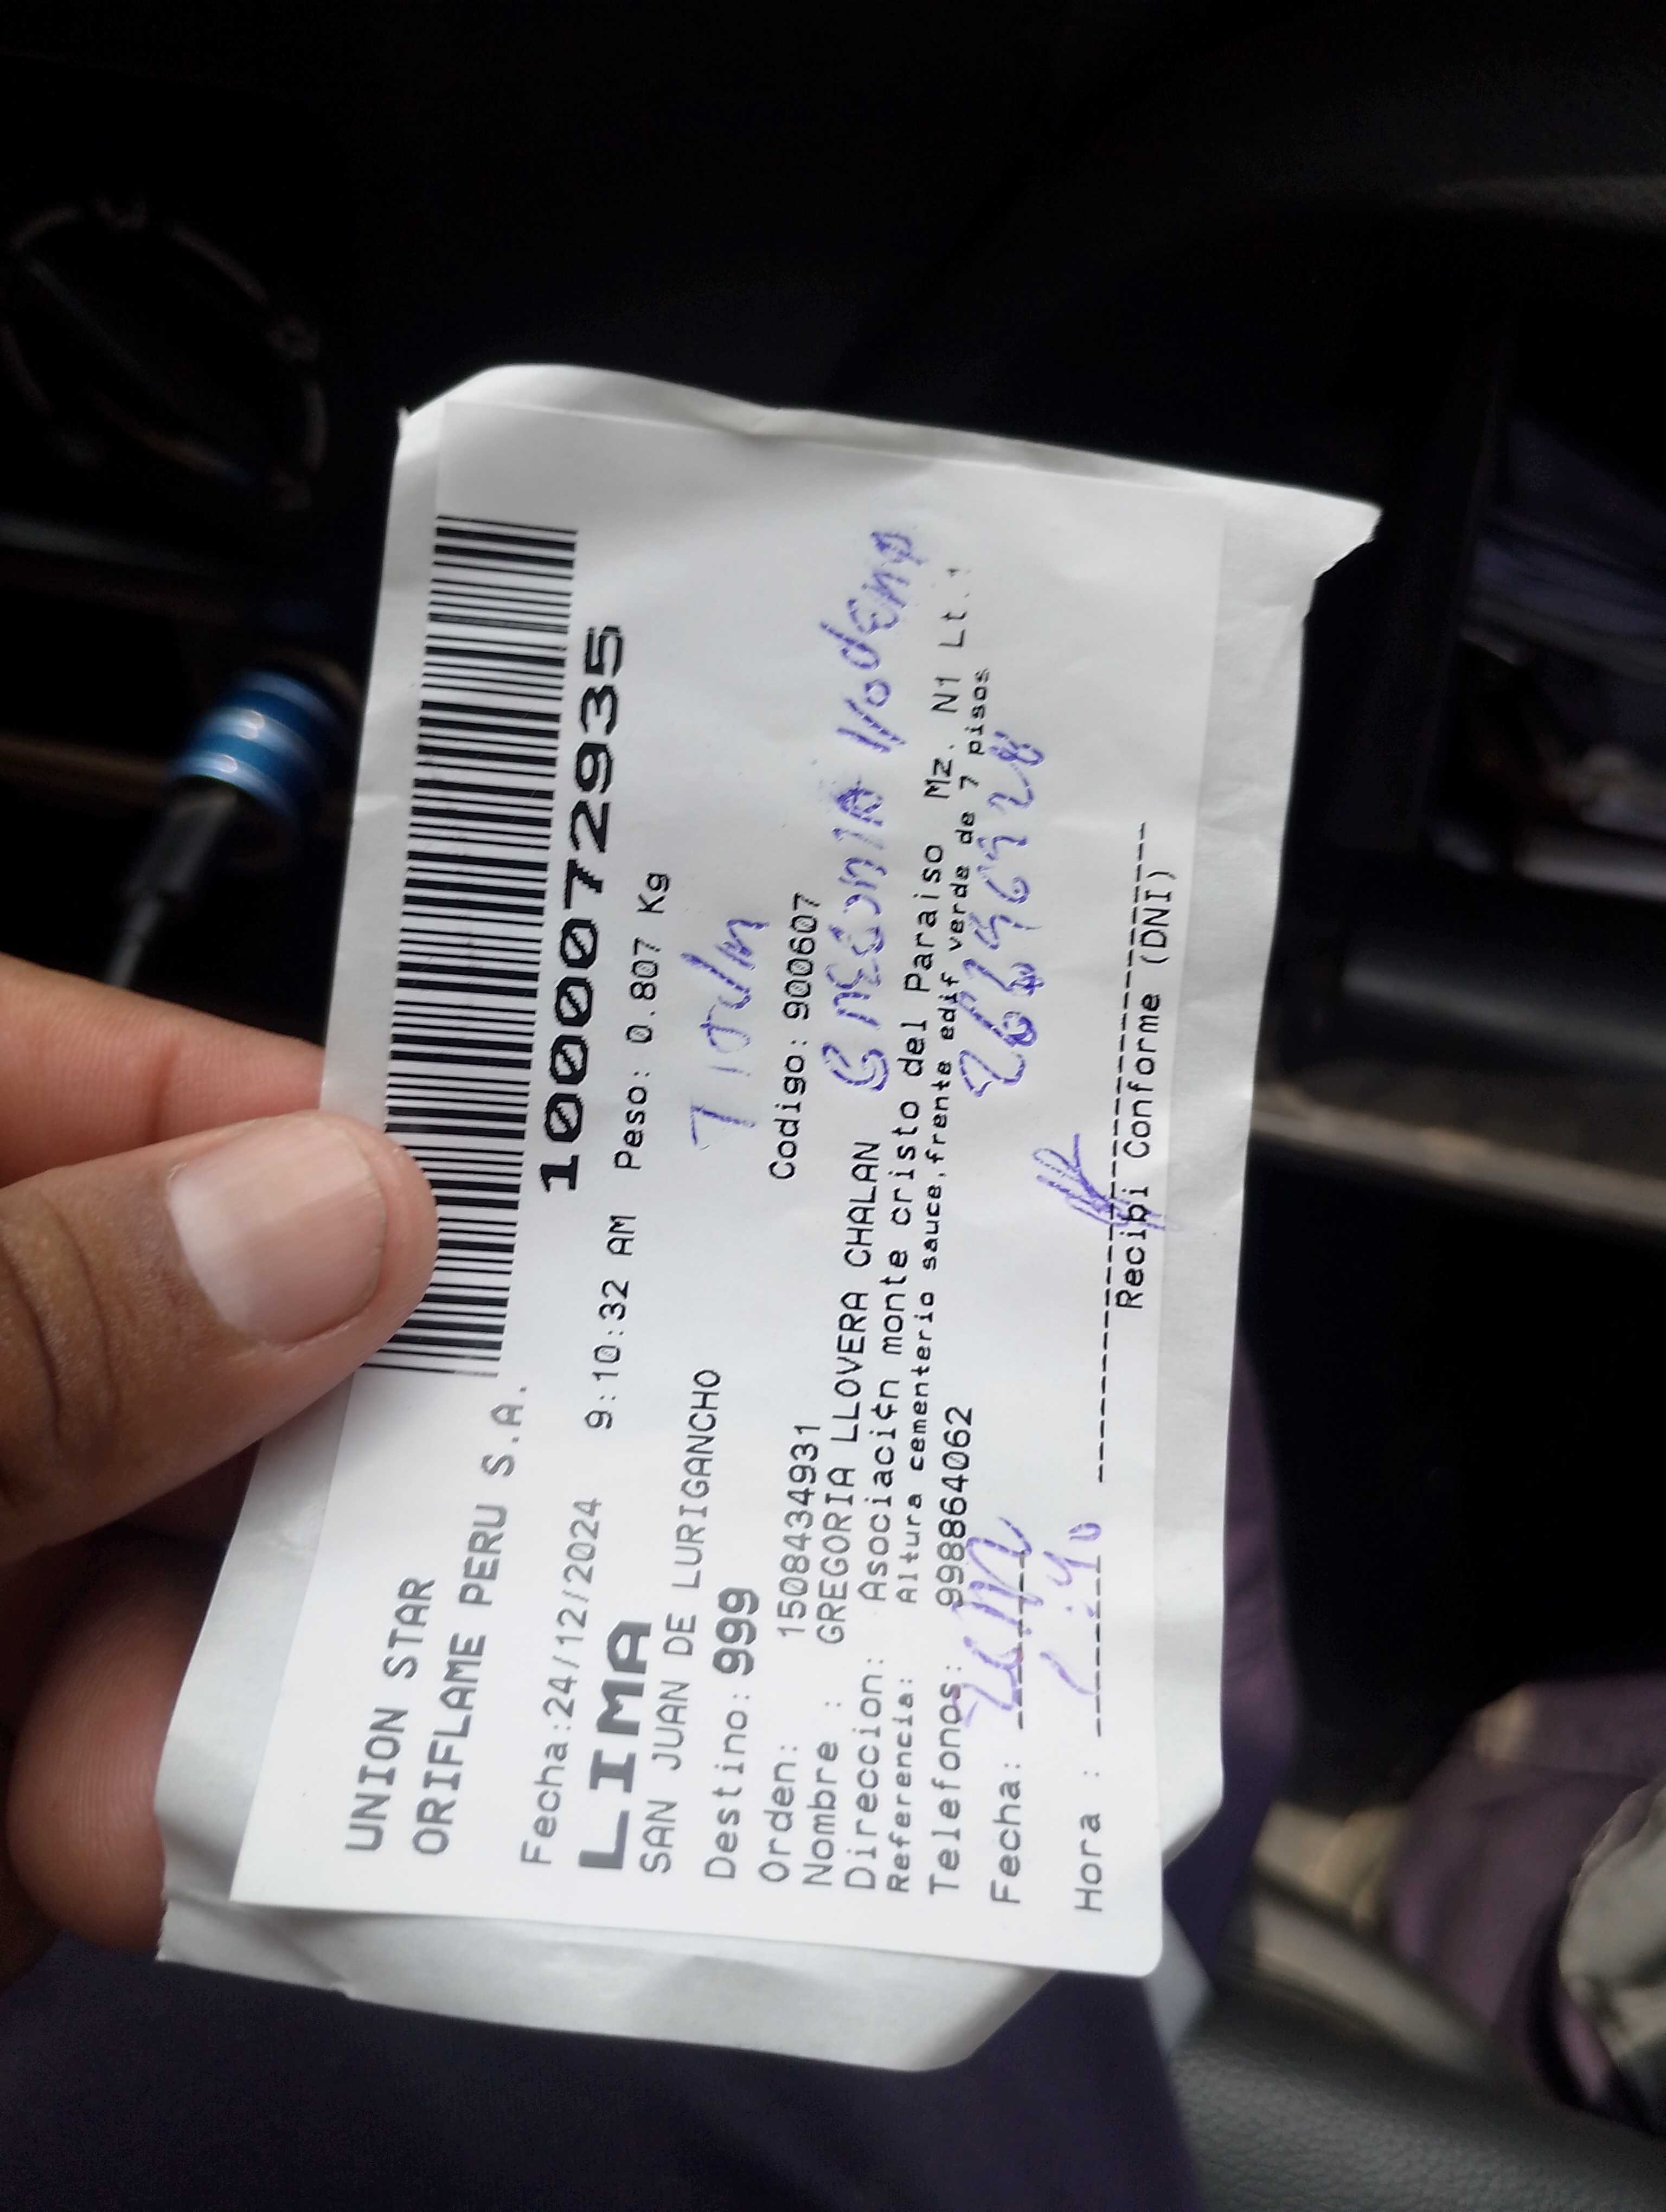 UNION STAR
ORIFLAME PERU S.A.
1000072935
Fecha:24/12/2024 9:10:32 AM Peso: 0.807 Kg
LIMA
SAN JUAN DE LURIGANCHO
Destino: 999
Orden: 1508434931 Codigo: 900607
Nombre : GREGORIA LLOVERA CHALAN
Direccion: Asociaci¢n monte cristo del Paraiso Mz. N1 Lt.1
Referencia: Altura cementerio sauce,frente edif verde de 7 pisos
Telefonos: 998864062
Fecha:
Hora :
Recibi Conforme (DNI)